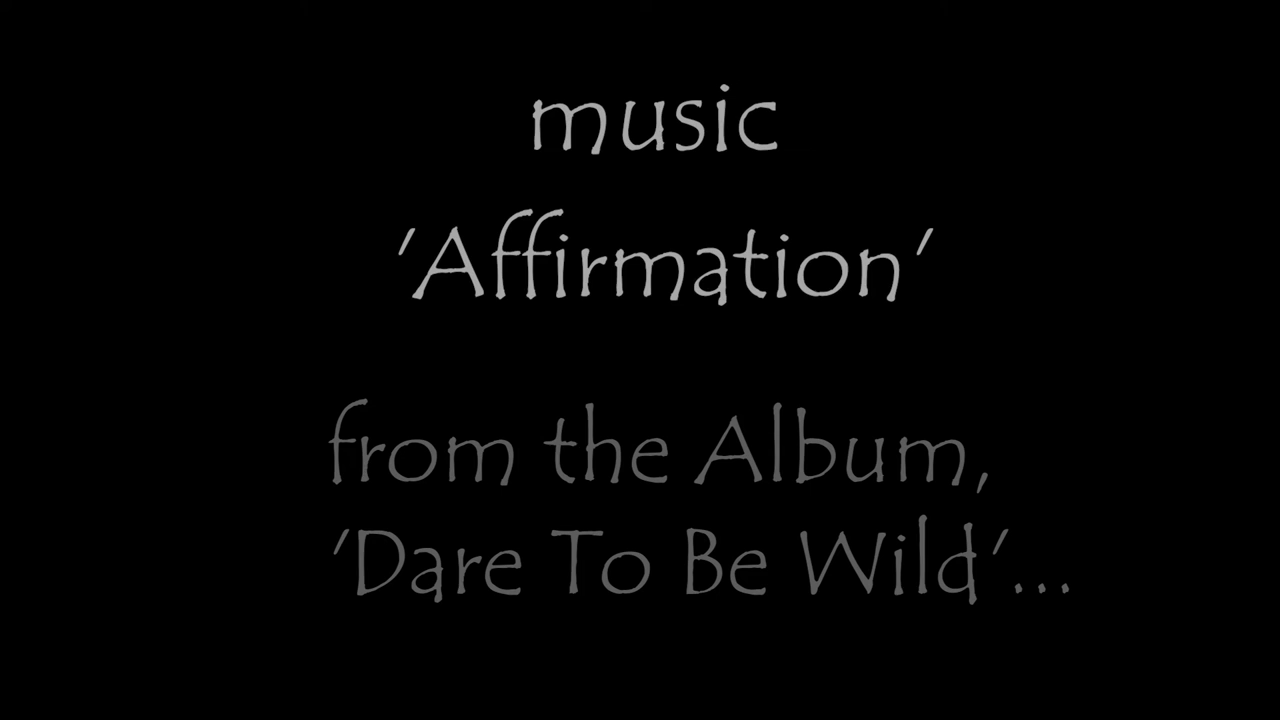 music
'Affirmation'
from the Album,
'Dare To Be Wild'...